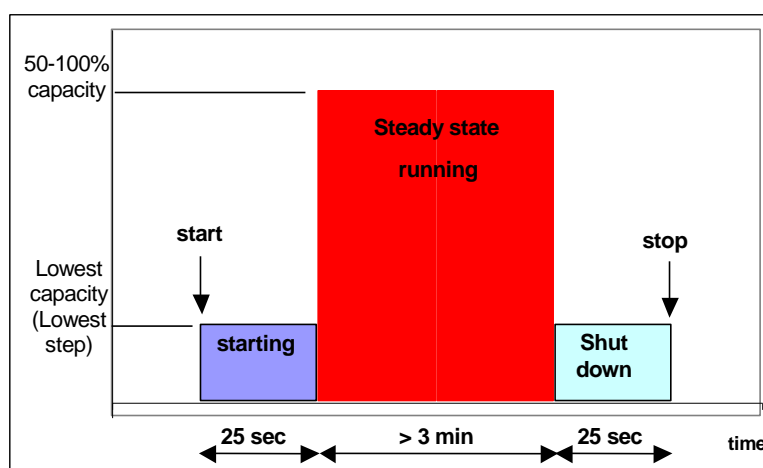 50-100%
capacity
Steady state
running
start
stop
Lowest
capacity
(Lowest
step)
starting
Shut
down
25 sec
> 3 min
25 sec
time